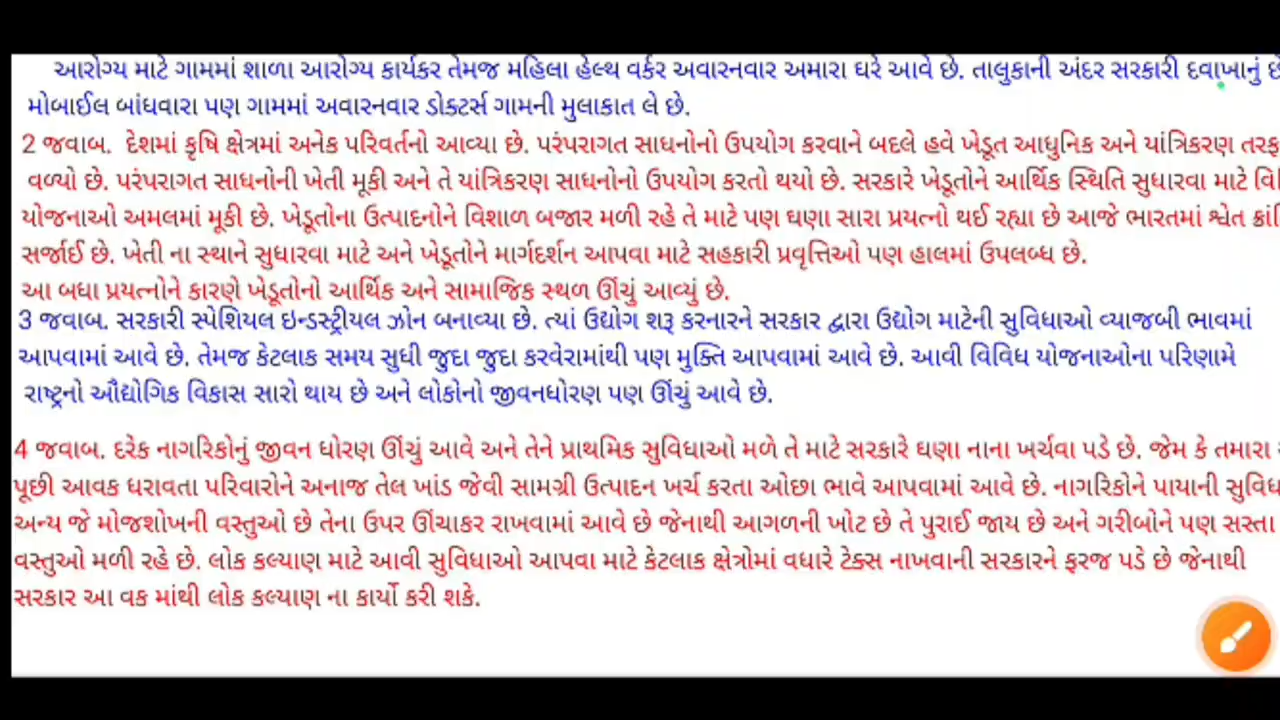 આરોગ્ય માટે ગામમાં શાળા આરોગ્ય કાર્યકર તેમજ મહિલા હેલ્થ વર્કર અવારનવાર અમારા ઘરે આવે છે. તાલુકાની અંદર સરકારી દવાખાનું છે
મોબાઈલ બાંધવારા પણ ગામમાં અવારનવાર ડોક્ટર્સ ગામની મુલાકાત લે છે.
2 જવાબ. દેશમાં કૃષિ ક્ષેત્રમાં અનેક પરિવર્તનો આવ્યા છે. પરંપરાગત સાધનોનો ઉપયોગ કરવાને બદલે હવે ખેડૂત આધુનિક અને યાંત્રિકરણ તરફ
વળ્યો છે. પરંપરાગત સાધનોની ખેતી મૂકી અને તે યાંત્રિકરણ સાધનોનો ઉપયોગ કરતો થયો છે. સરકારે ખેડૂતોને આર્થિક સ્થિતિ સુધારવા માટે
યોજનાઓ અમલમાં મૂકી છે. ખેડૂતોના ઉત્પાદનોને વિશાળ બજાર મળી રહે તે માટે પણ ઘણા સારા પ્રયત્નો થઈ રહ્યા છે આજે ભારતમાં શ્વેત
સર્જાઈ છે. ખેતી ના સ્થાને સુધારવા માટે અને ખેડૂતોને માર્ગદર્શન આપવા માટે સહકારી પ્રવૃત્તિઓ પણ હાલમાં ઉપલબ્ધ છે.
આ બધા પ્રયત્નોને કારણે ખેડૂતોનો આર્થિક અને સામાજિક સ્થળ ઊંચું આવ્યું છે.
3 જવાબ. સરકારી સ્પેશિયલ ઇન્ડસ્ટ્રીયલ ઝોન બનાવ્યા છે. ત્યાં ઉદ્યોગ શરૂ કરનારને સરકાર દ્વારા ઉદ્યોગ માટેની સુવિધાઓ વ્યાજબી ભાવમાં
આપવામાં આવે છે. તેમજ કેટલાક સમય સુધી જુદા જુદા કરવેરામાંથી પણ મુક્તિ આપવામાં આવે છે. આવી વિવિધ યોજનાઓના પરિણામે
રાષ્ટ્રનો ઔદ્યોગિક વિકાસ સારો થાય છે અને લોકોનો જીવનધોરણ પણ ઊંચું આવે છે.
4 જવાબ. દરેક નાગરિકોનું જીવન ધોરણ ઊંચું આવે અને તેને પ્રાથમિક સુવિધાઓ મળે તે માટે સરકારે ઘણા નાના ખર્ચવા પડે છે. જેમ કે તમારા
પૂછી આવક ધરાવતા પરિવારોને અનાજ તેલ ખાંડ જેવી સામગ્રી ઉત્પાદન ખર્ચ કરતા ઓછા ભાવે આપવામાં આવે છે. નાગરિકોને પાયાની
અન્ય જે મોજશોખની વસ્તુઓ છે તેના ઉપર ઊંચાકર રાખવામાં આવે છે જેનાથી આગળની ખોટ છે તે પુરાઈ જાય છે અને ગરીબોને પણ સસ્તા
વસ્તુઓ મળી રહે છે. લોક કલ્યાણ માટે આવી સુવિધાઓ આપવા માટે કેટલાક ક્ષેત્રોમાં વધારે ટેક્સ નાખવાની સરકારને ફરજ પડે છે જેનાથી
સરકાર આ વક માંથી લોક કલ્યાણ ના કાર્યો કરી શકે.